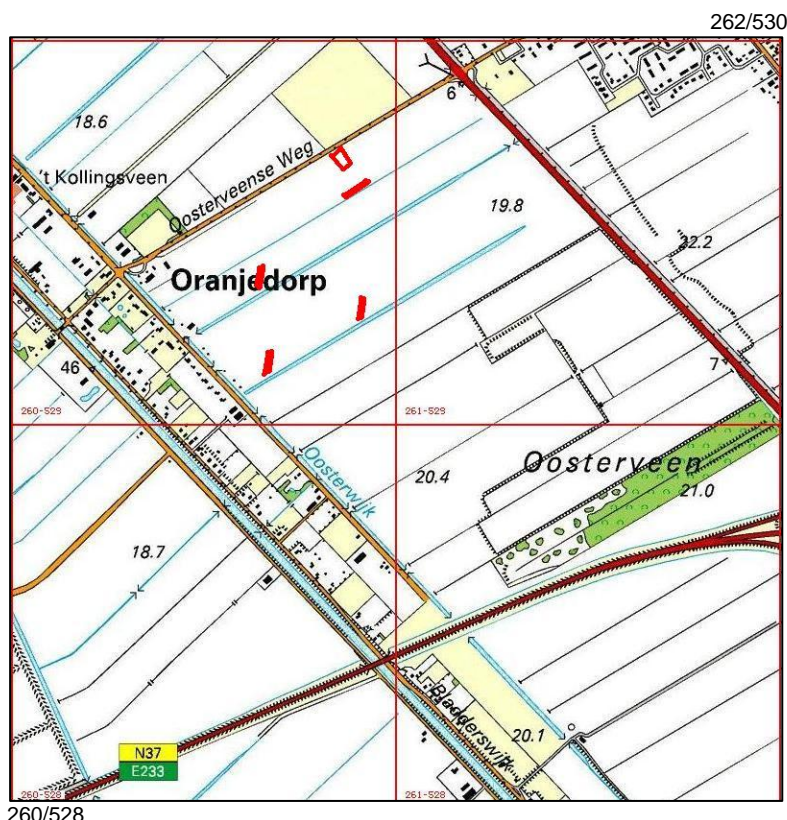 262/530
6
18.6
't Kollingsveen
Oosterveense Weg
19.8
22.2
Oranjedorp
46
7
260-529
261-529
Oosterwijk
20.4
Oosterveen
21.0
18.7
Bladderswijk
20.1
N37
E233
260-528
261-528
260/528